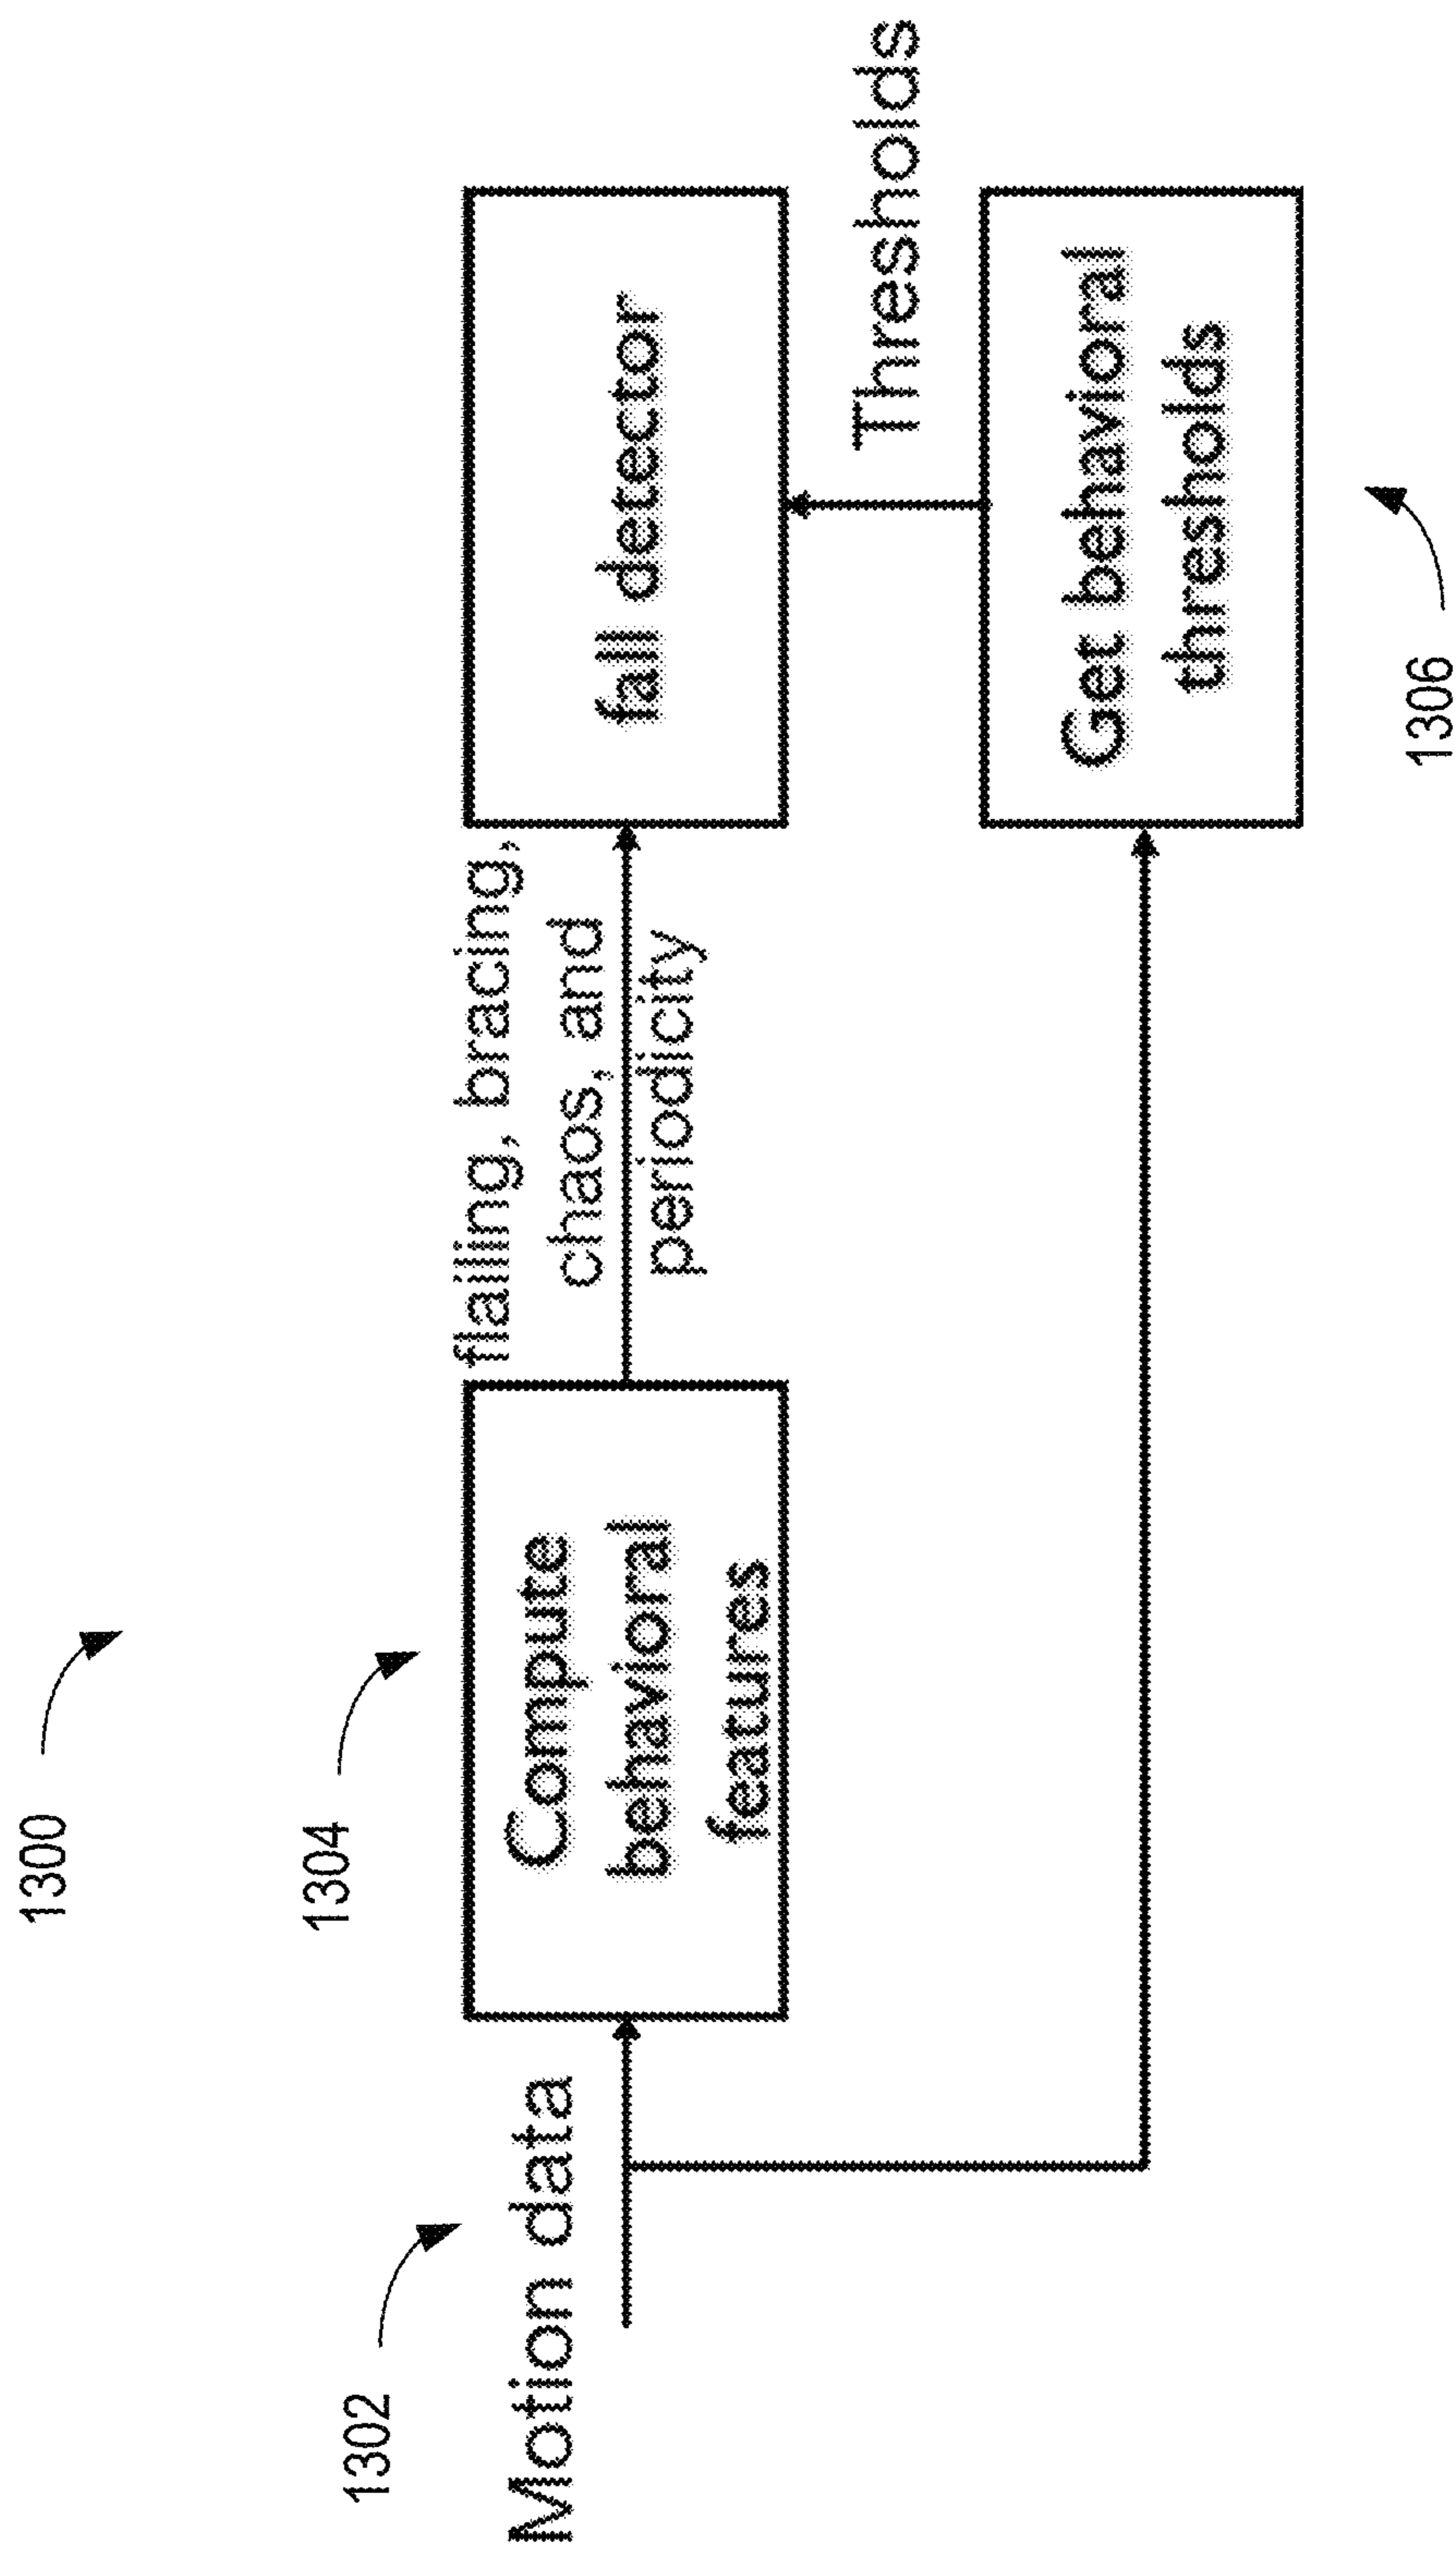 1300
1304
1302
Motion data
Compute
behavioral
features
flailing, bracing,
chaos, and
periodicity
fall detector
Thresholds
Get behavioral
thresholds
1306